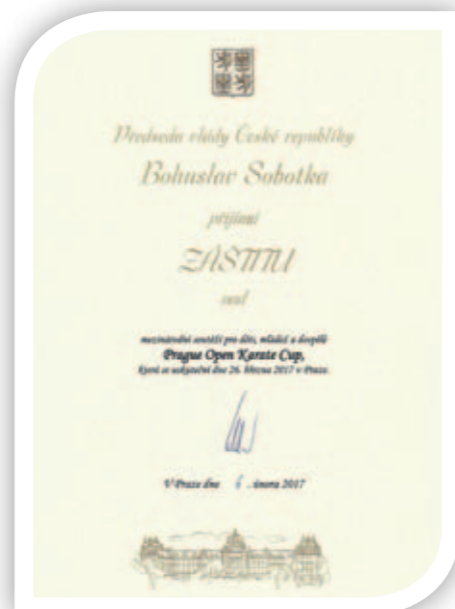 Předseda vlády České republiky
Bohuslav Sobotka
přijímá
ZÁŠTITU
nad
mezinárodní soutěží pro děti, mládež a dospělé
Prague Open Karate Cup,
která se uskuteční dne 26. března 2017 v Praze.
V Praze dne 6. února 2017